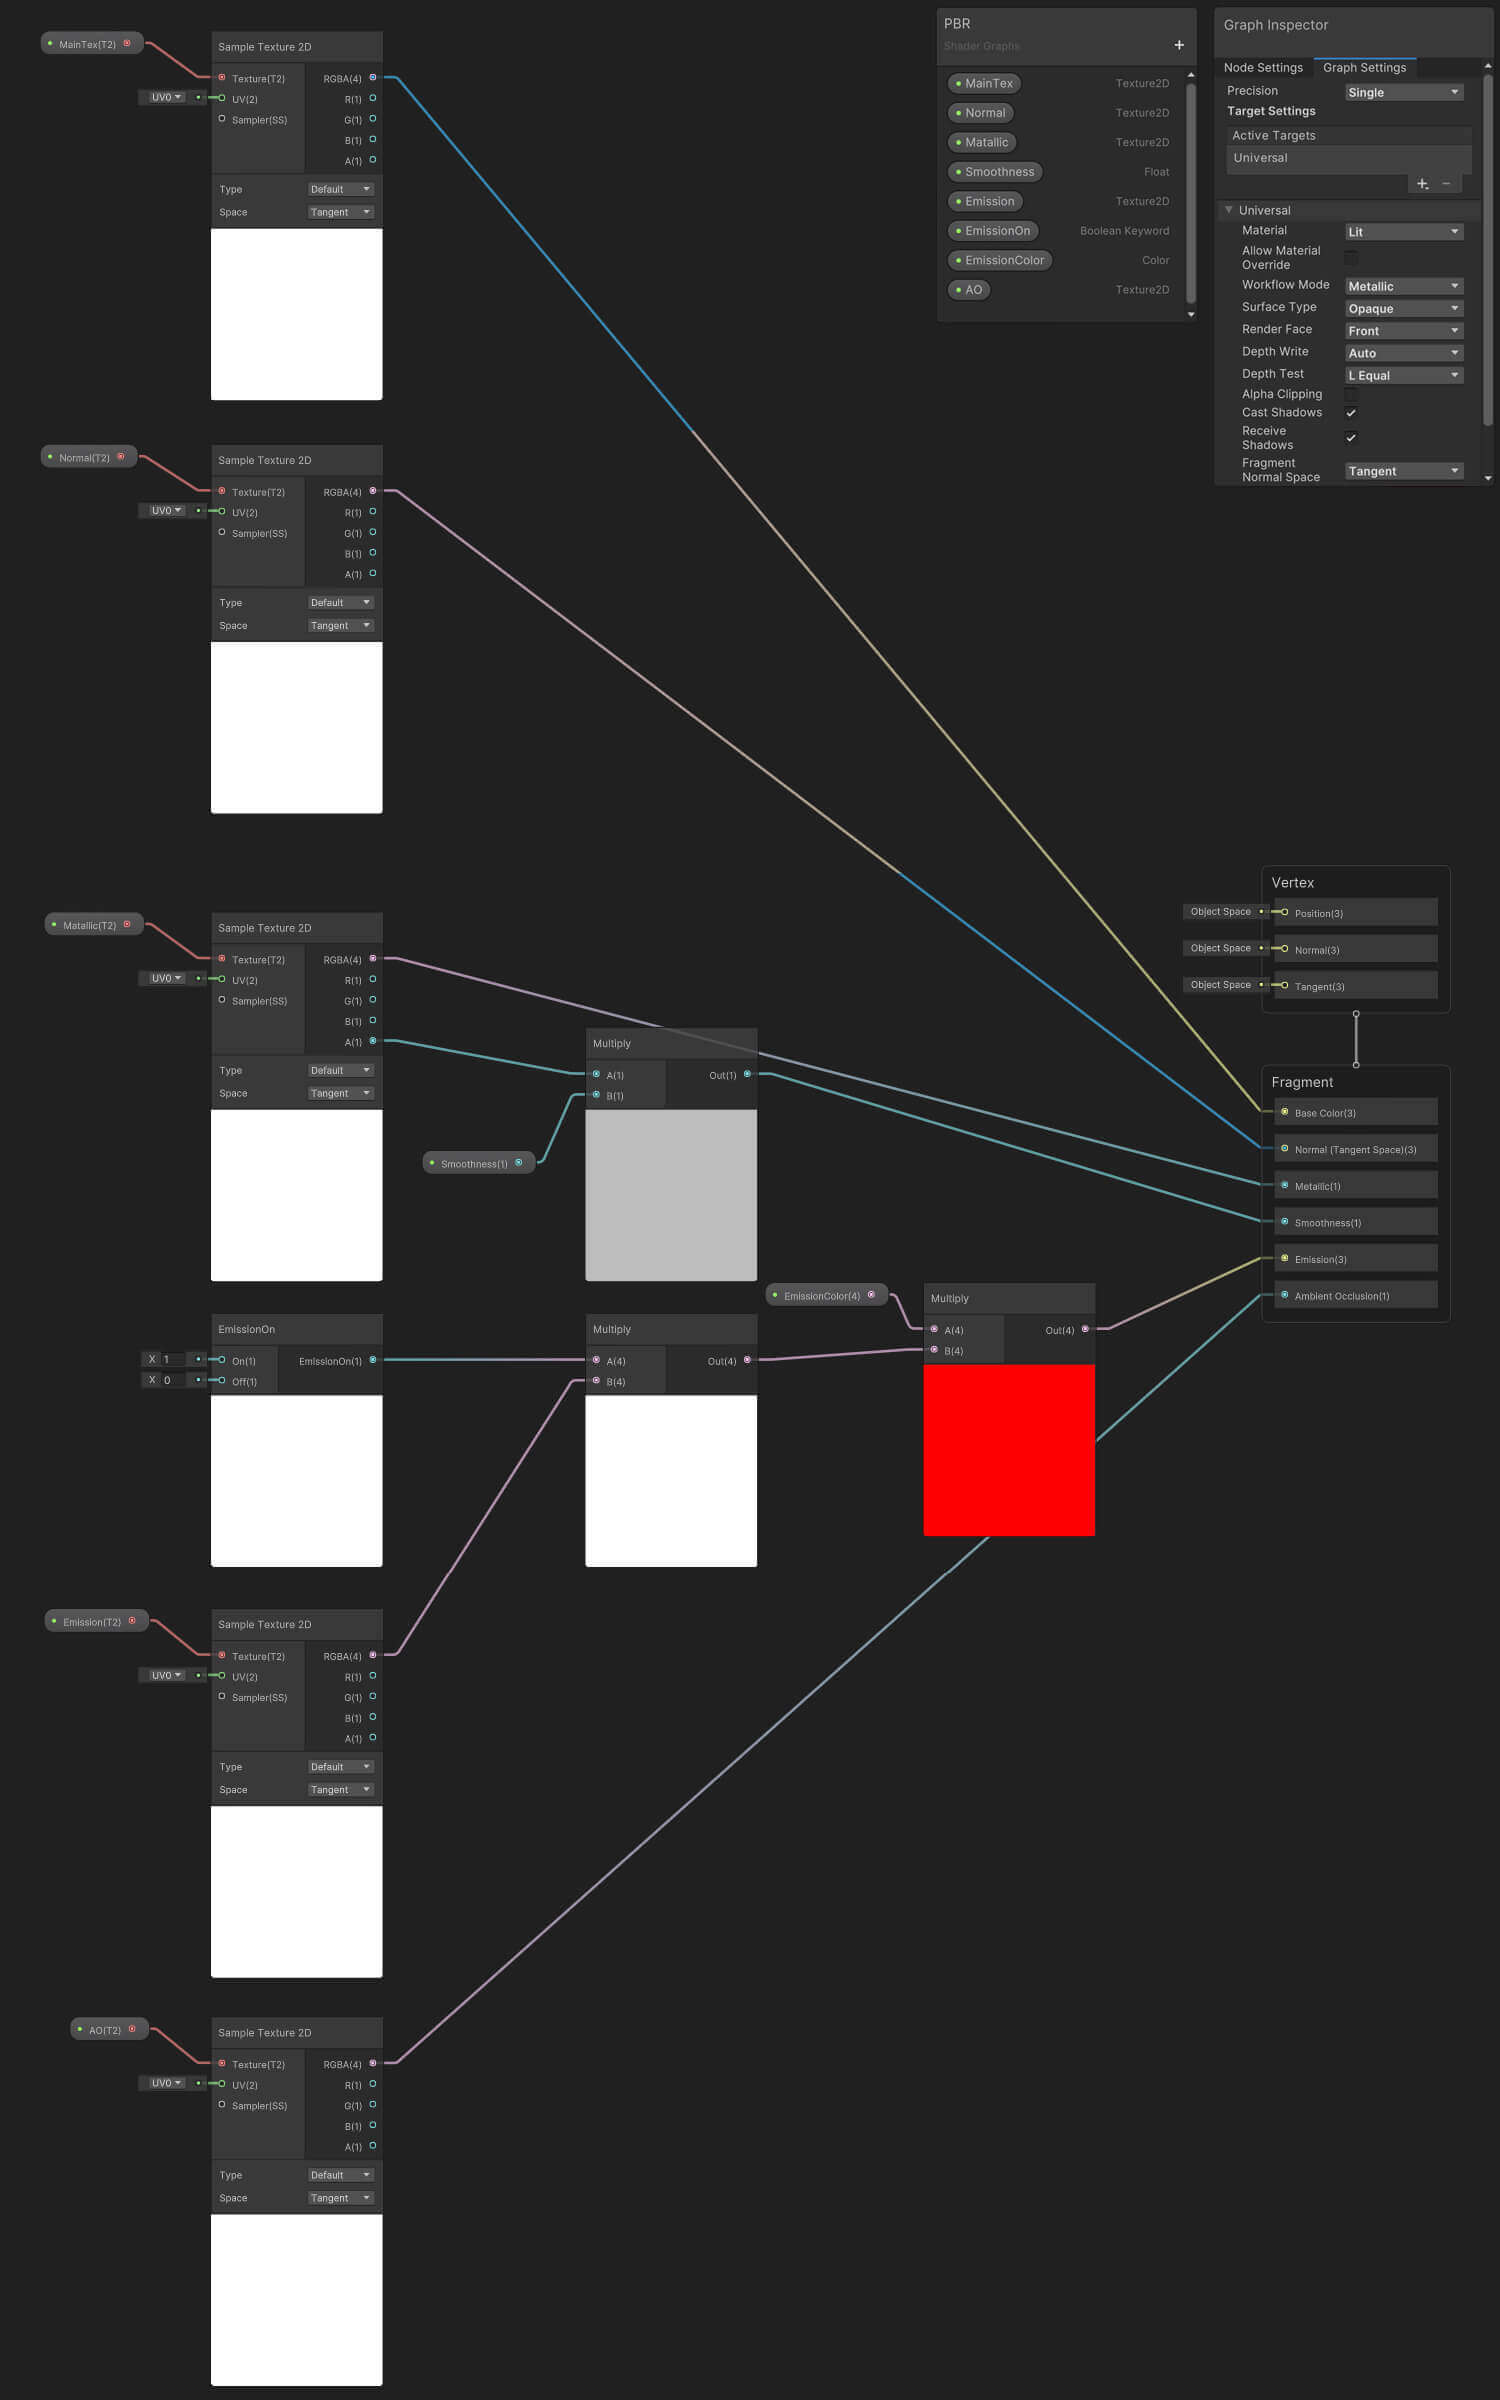 MainTex(T2)
Sample Texture 2D
Texture(T2)
RGBA(4)
UV0
UV(2)
R(1)
Sampler(SS)
G(1)
B(1)
A(1)
Type
Default
Space
Tangent
PBR
Shader Graphs
+
MainTex
Texture2D
Normal
Texture2D
Matallic
Texture2D
Smoothness
Float
Emission
Texture2D
EmissionOn
Boolean Keyword
EmissionColor
Color
AO
Texture2D
Graph Inspector
Node Settings
Graph Settings
Precision
Single
Target Settings
Active Targets
Universal
Universal
Material
Lit
Allow Material
Override
Workflow Mode
Metallic
Surface Type
Opaque
Render Face
Front
Depth Write
Auto
Depth Test
L Equal
Alpha Clipping
Cast Shadows
Receive
Shadows
Fragment
Normal Space
Tangent
Normal(T2)
Sample Texture 2D
Texture(T2)
RGBA(4)
UV0
UV(2)
R(1)
Sampler(SS)
G(1)
B(1)
A(1)
Type
Default
Space
Tangent
Matallic(T2)
Sample Texture 2D
Texture(T2)
RGBA(4)
UV0
UV(2)
R(1)
Sampler(SS)
G(1)
B(1)
A(1)
Type
Default
Space
Tangent
Multiply
A(1)
Out(1)
B(1)
Smoothness(1)
Vertex
Object Space
Position(3)
Object Space
Normal(3)
Object Space
Tangent(3)
Fragment
Base Color(3)
Normal (Tangent Space)(3)
Metallic(1)
Smoothness(1)
Emission(3)
Ambient Occlusion(1)
EmissionOn
X 1
On(1)
EmissionOn(1)
X 0
Off(1)
Multiply
A(4)
Out(4)
B(4)
EmissionColor(4)
Multiply
A(4)
Out(4)
B(4)
Emission(T2)
Sample Texture 2D
Texture(T2)
RGBA(4)
UV0
UV(2)
R(1)
Sampler(SS)
G(1)
B(1)
A(1)
Type
Default
Space
Tangent
AO(T2)
Sample Texture 2D
Texture(T2)
RGBA(4)
UV0
UV(2)
R(1)
Sampler(SS)
G(1)
B(1)
A(1)
Type
Default
Space
Tangent